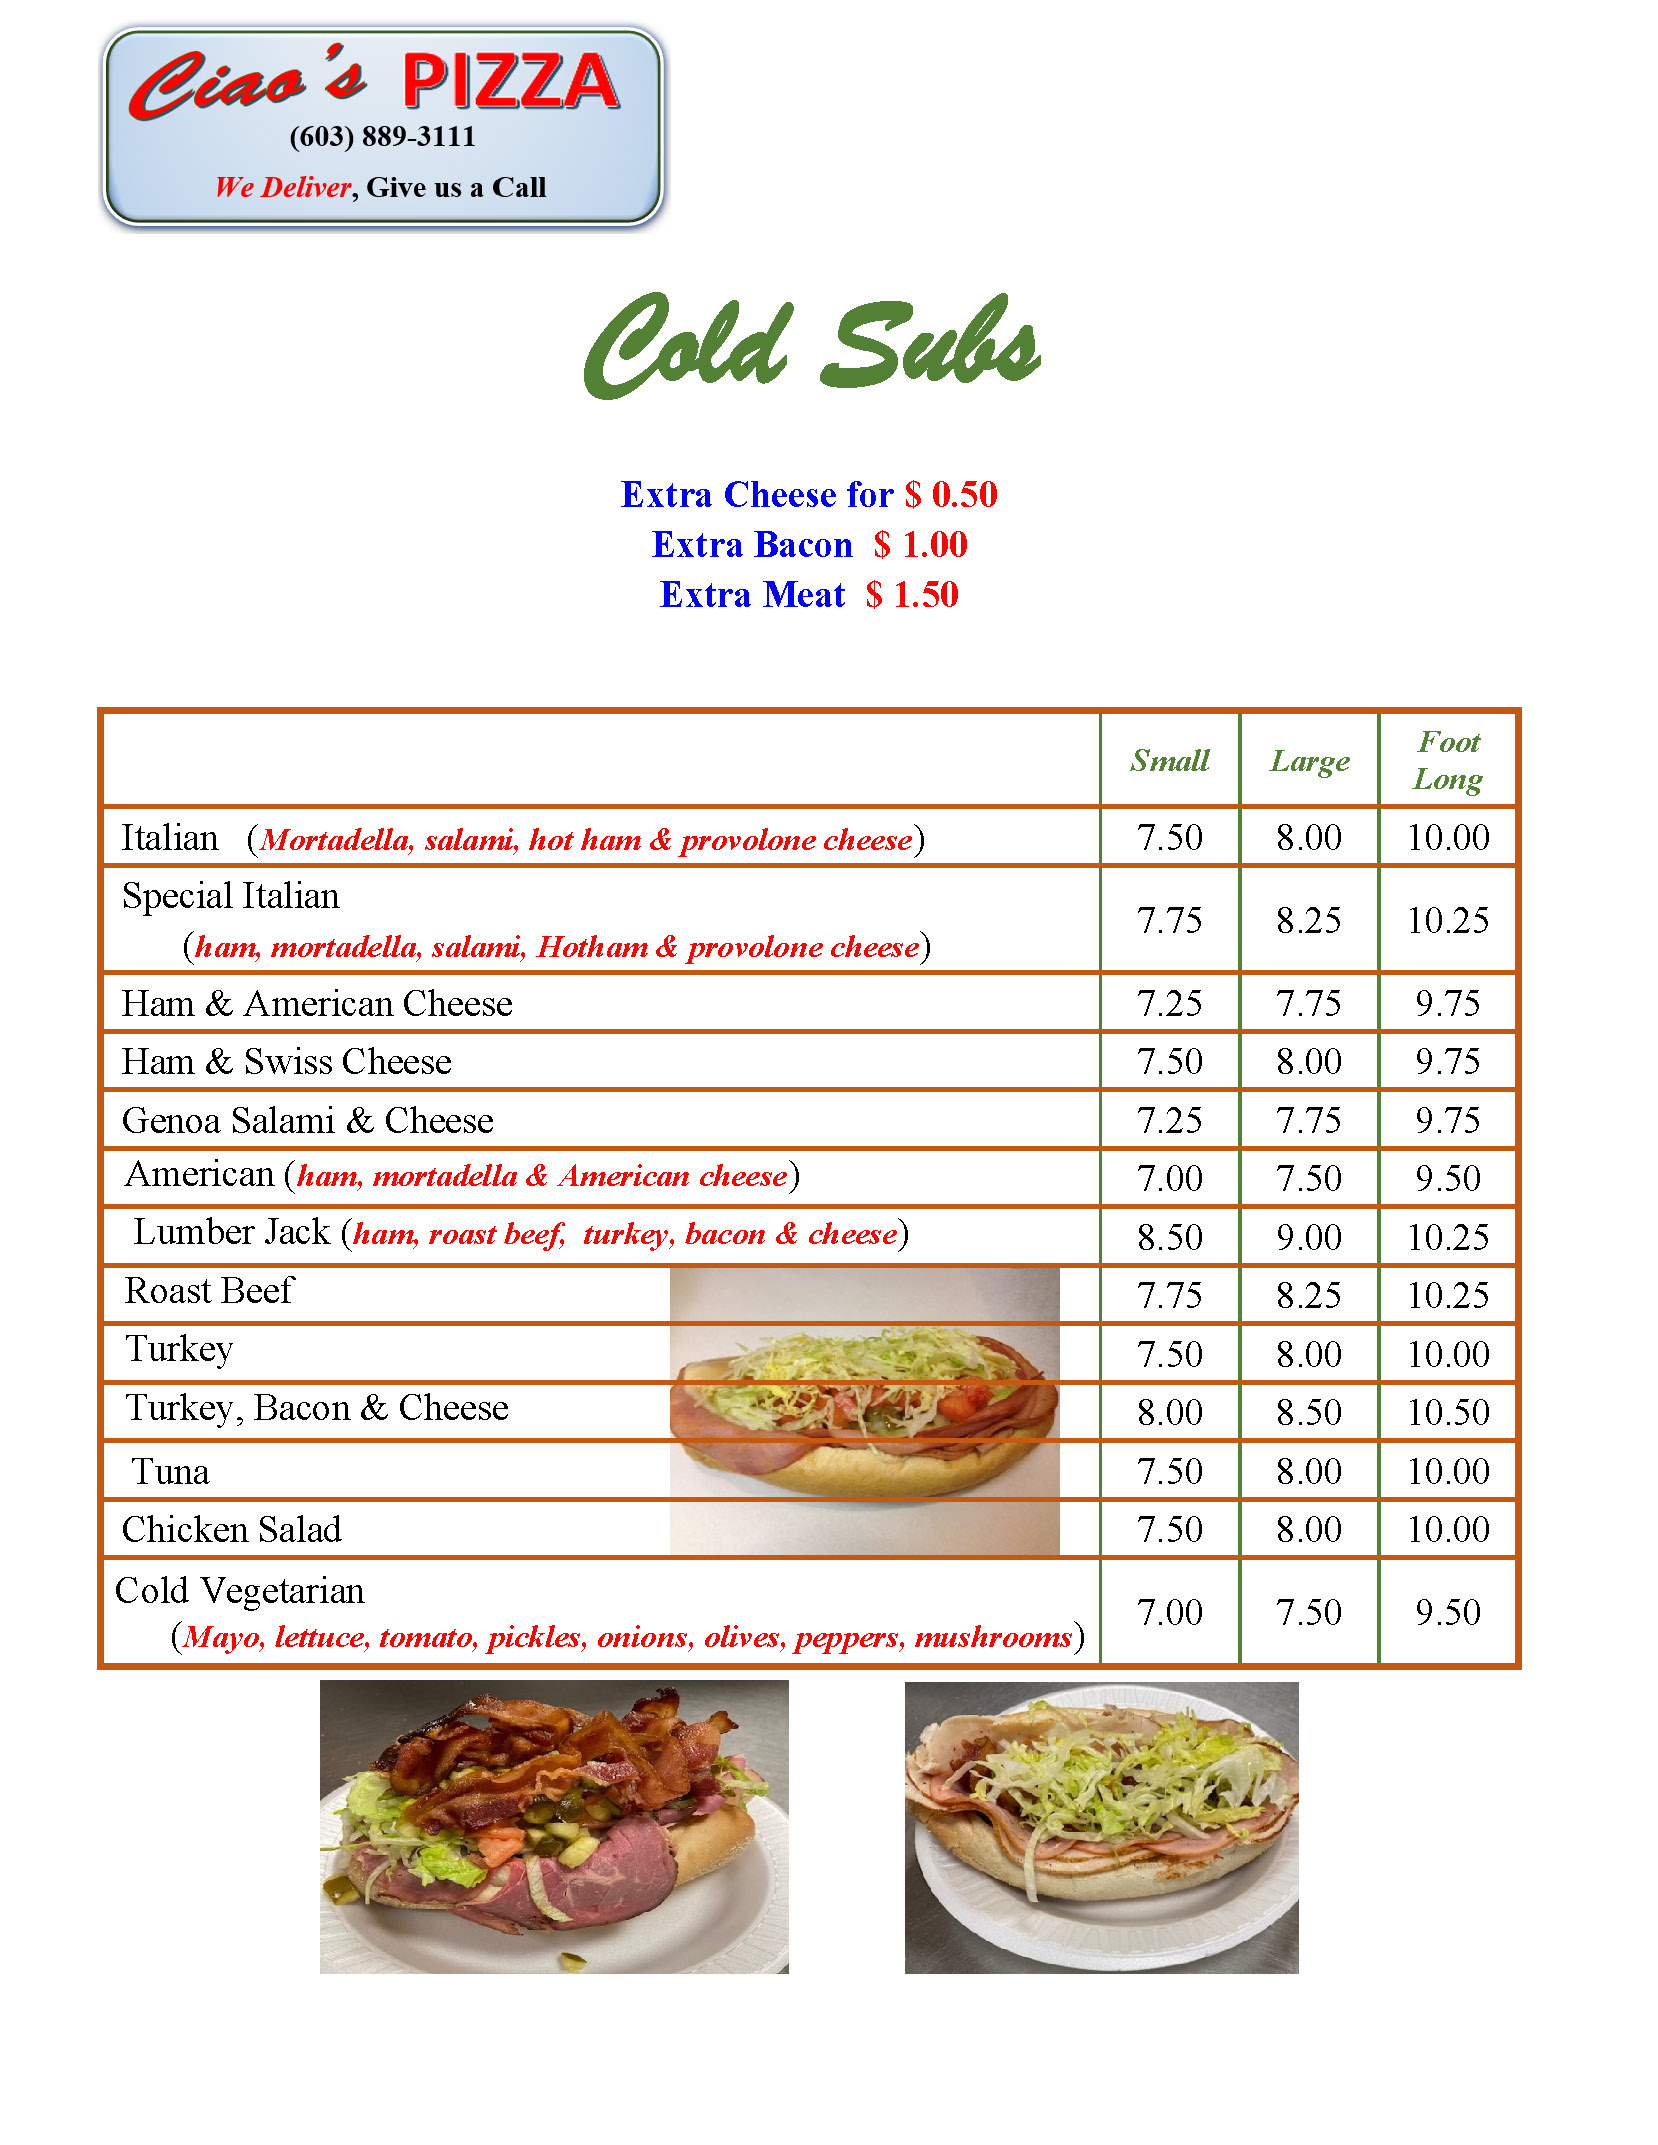 Ciao's PIZZA
(603) 889-3111
We Deliver, Give us a Call
Cold Subs
Extra Cheese for $ 0.50
Extra Bacon $ 1.00
Extra Meat $ 1.50
Small Large Foot Long
Italian (Mortadella, salami, hot ham & provolone cheese) 7.50 8.00 10.00
Special Italian
(ham, mortadella, salami, Hotham & provolone cheese) 7.75 8.25 10.25
Ham & American Cheese 7.25 7.75 9.75
Ham & Swiss Cheese 7.50 8.00 9.75
Genoa Salami & Cheese 7.25 7.75 9.75
American (ham, mortadella & American cheese) 7.00 7.50 9.50
Lumber Jack (ham, roast beef, turkey, bacon & cheese) 8.50 9.00 10.25
Roast Beef 7.75 8.25 10.25
Turkey 7.50 8.00 10.00
Turkey, Bacon & Cheese 8.00 8.50 10.50
Tuna 7.50 8.00 10.00
Chicken Salad 7.50 8.00 10.00
Cold Vegetarian
(Mayo, lettuce, tomato, pickles, onions, olives, peppers, mushrooms) 7.00 7.50 9.50